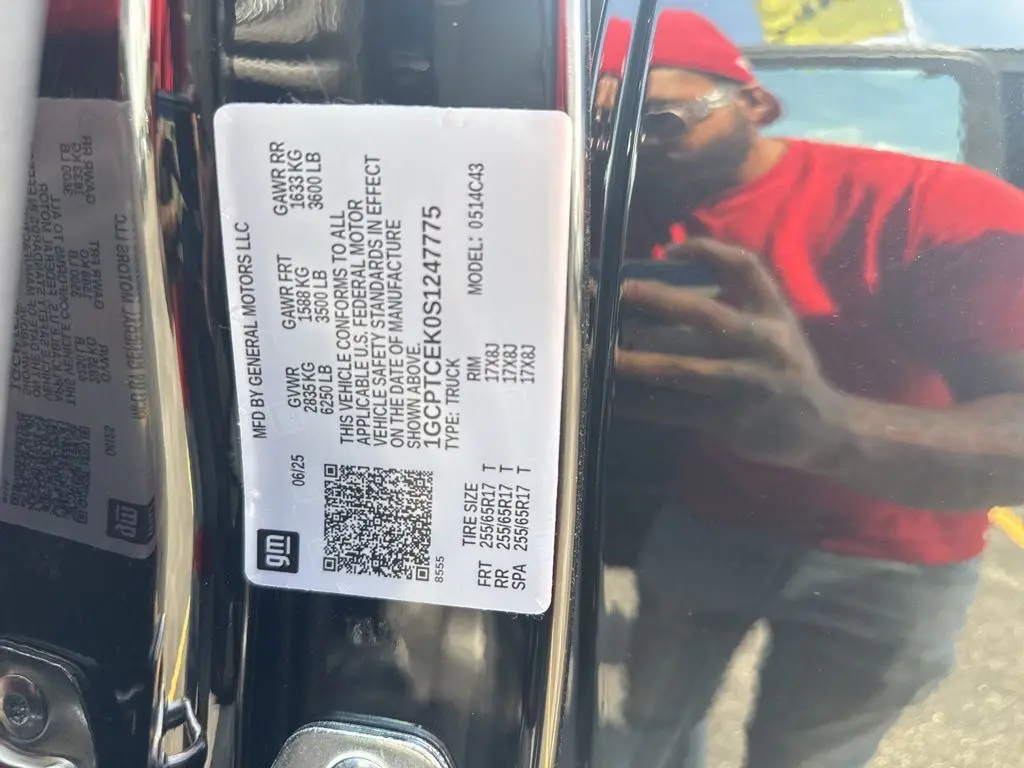 gm
MFD BY GENERAL MOTORS LLC
06/25
GVWR GAWR FRT GAWR RR
2835 KG 1588 KG 1633 KG
6250 LB 3500 LB 3600 LB
THIS VEHICLE CONFORMS TO ALL
APPLICABLE U.S. FEDERAL MOTOR
VEHICLE SAFETY STANDARDS IN EFFECT
ON THE DATE OF MANUFACTURE
SHOWN ABOVE.
1GCPTCEK0S1247775
TYPE: TRUCK MODEL: 0514C43
8555
TIRE SIZE RIM
FRT 255/65R17 T 17X8J
RR 255/65R17 T 17X8J
SPA 255/65R17 T 17X8J